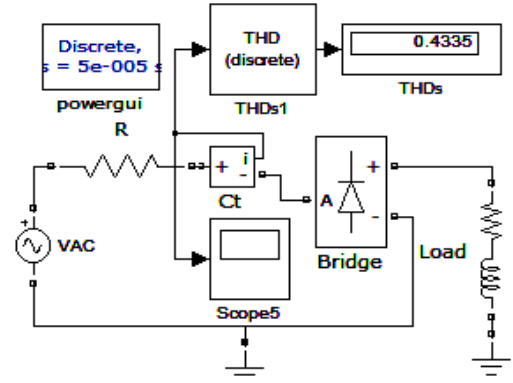 Discrete,
s = 5e-005 s
powergui
THD
(discrete)
THDs1
0.4335
THDs
R
+
i
-
Ct
+
VAC
A
+
-
Bridge
Load
Scope5